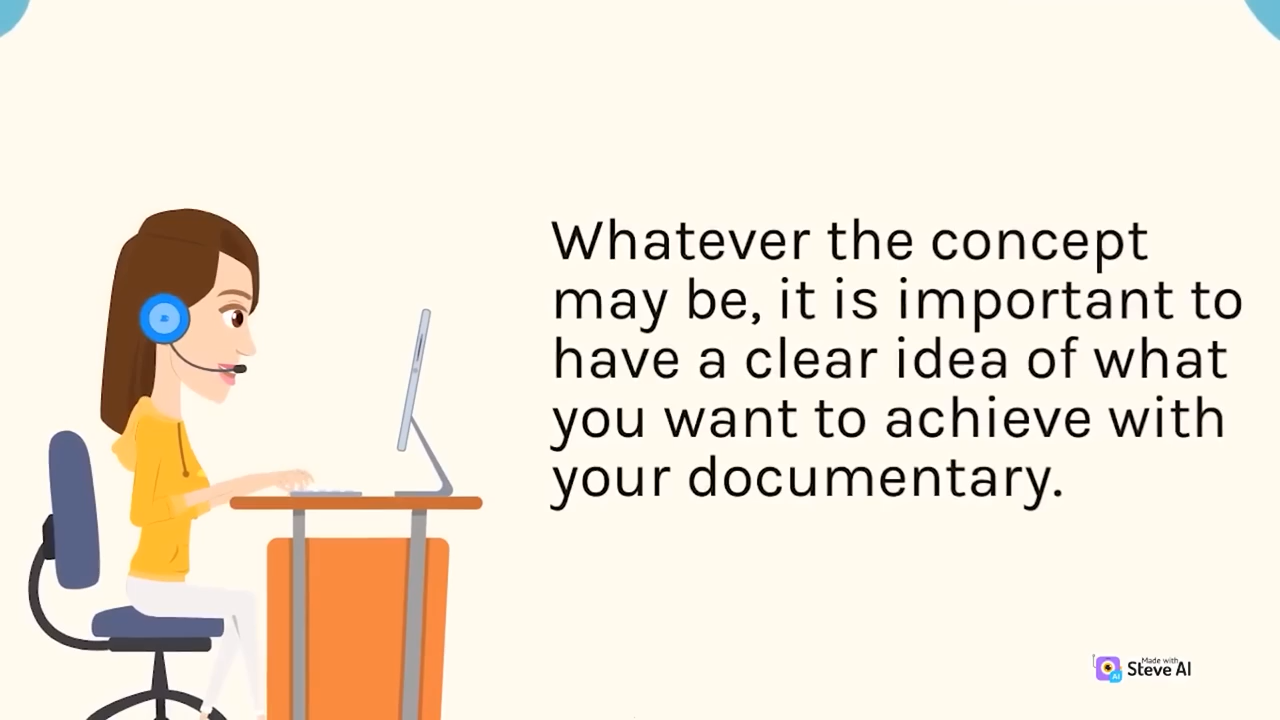 Whatever the concept
may be, it is important to
have a clear idea of what
you want to achieve with
your documentary.
Made with
Steve AI
AI